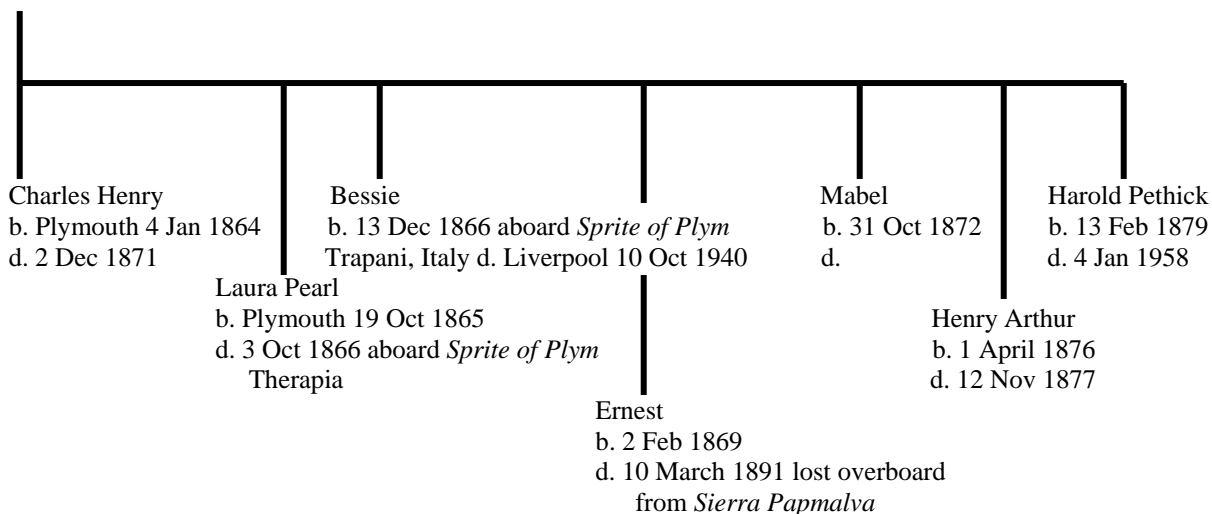 Charles Henry
b. Plymouth 4 Jan 1864
d. 2 Dec 1871
Laura Pearl
b. Plymouth 19 Oct 1865
d. 3 Oct 1866 aboard Sprite of Plym
Therapia
Bessie
b. 13 Dec 1866 aboard Sprite of Plym
Trapani, Italy d. Liverpool 10 Oct 1940
Ernest
b. 2 Feb 1869
d. 10 March 1891 lost overboard
from Sierra Papmalva
Mabel
b. 31 Oct 1872
d.
Henry Arthur
b. 1 April 1876
d. 12 Nov 1877
Harold Pethick
b. 13 Feb 1879
d. 4 Jan 1958